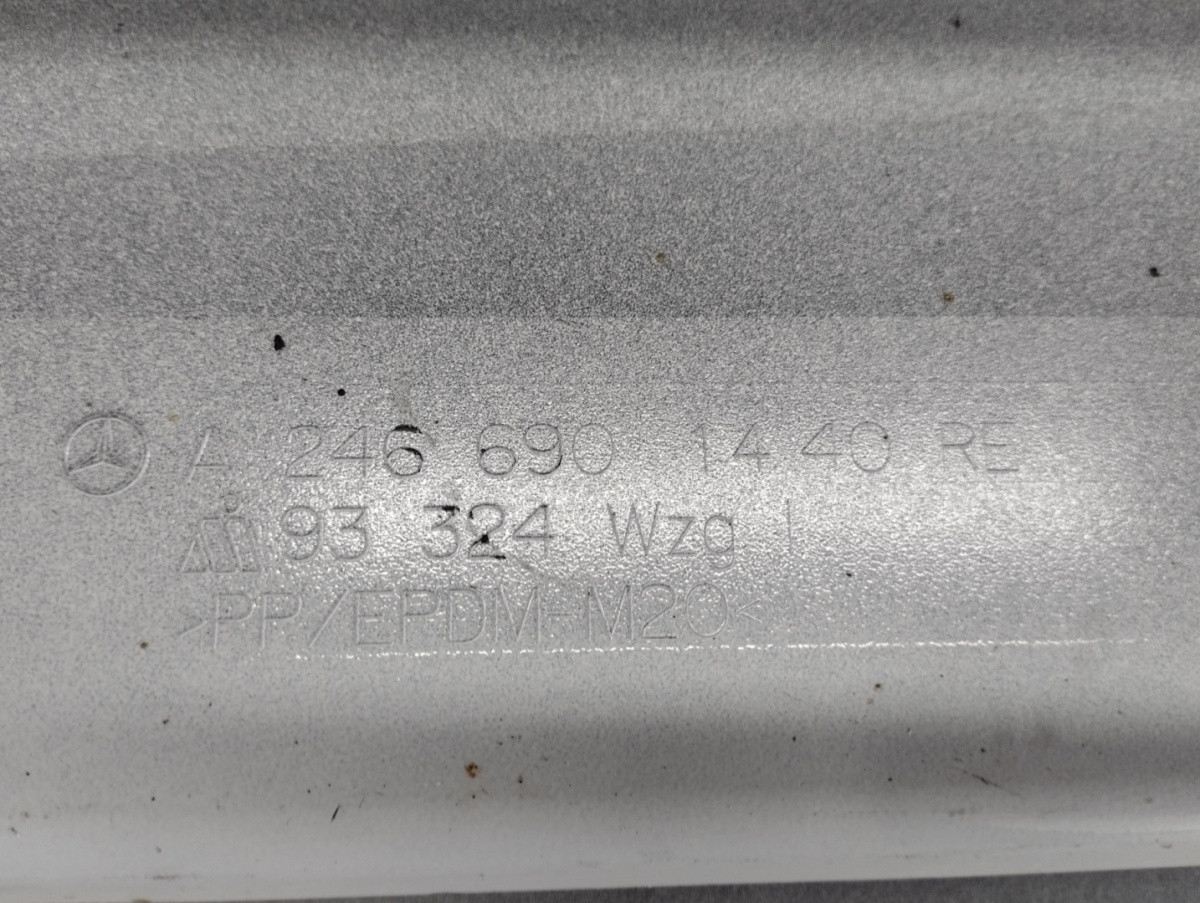 A 246 690 14 40 RE
93 324 Wzg I
>PP/EPDM-M20<